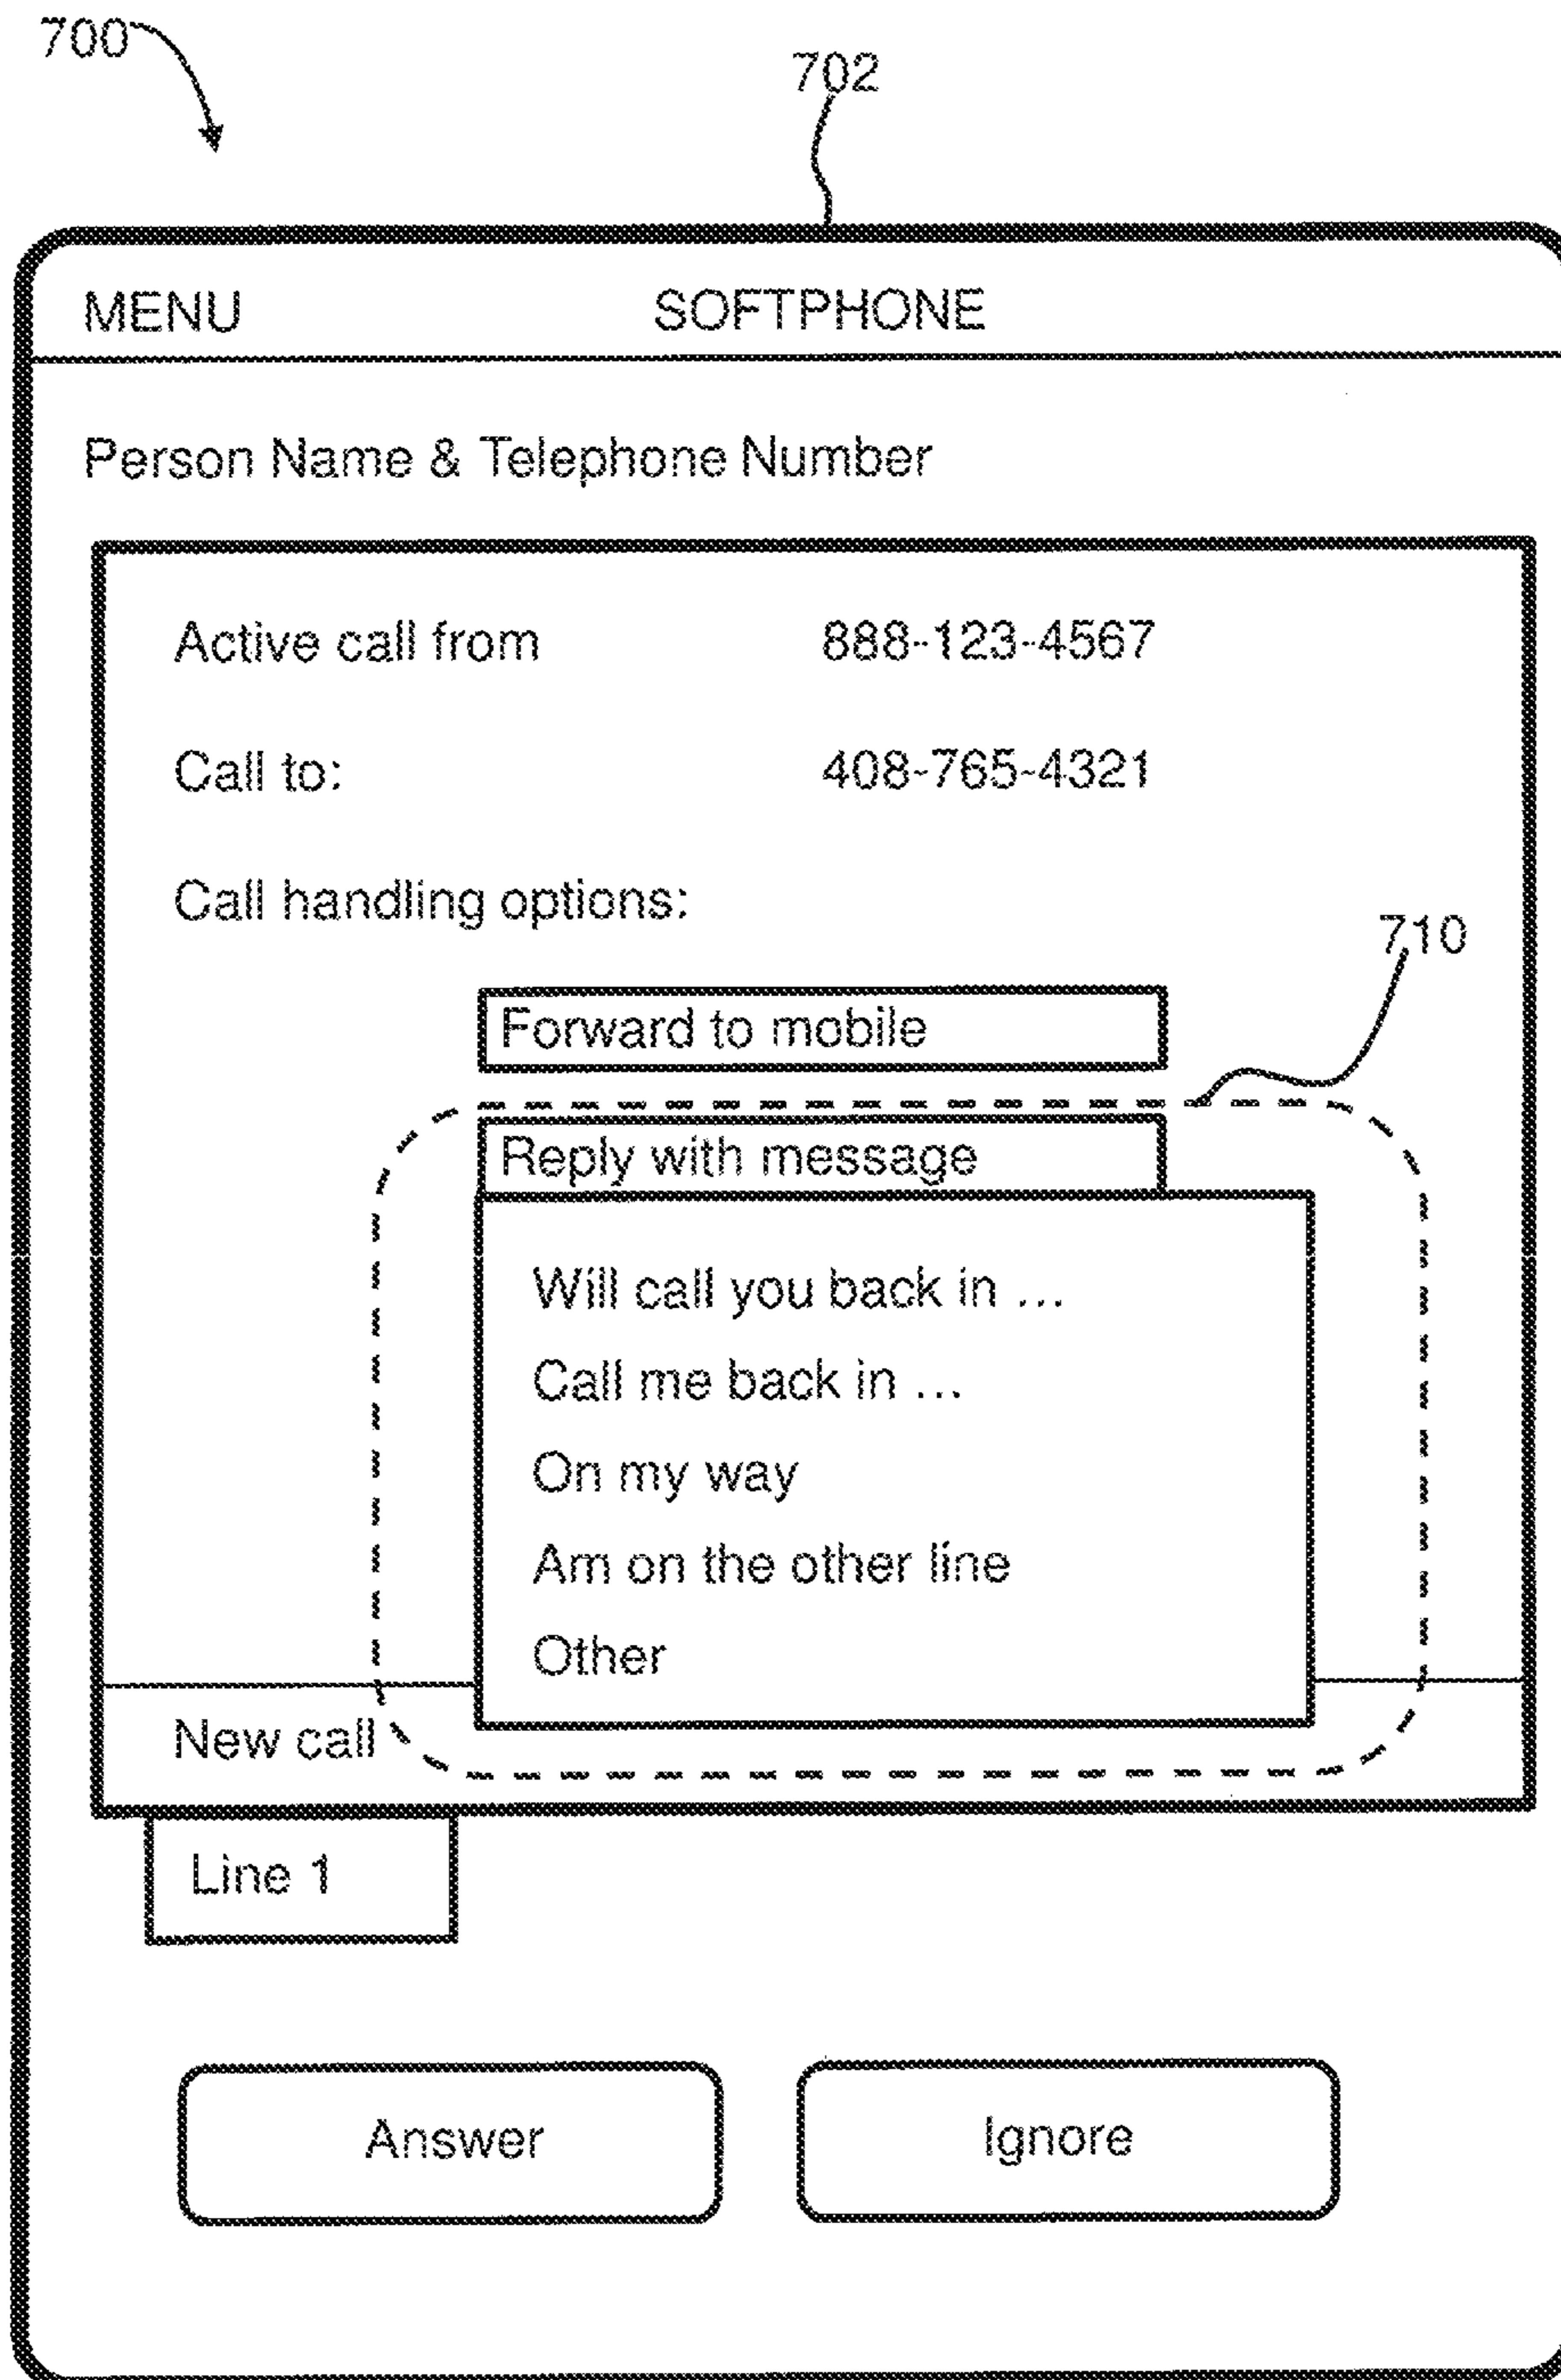 700
702
MENU SOFTPHONE
Person Name & Telephone Number
Active call from 888-123-4567
Call to: 408-765-4321
Call handling options:
710
Forward to mobile
Reply with message
Will call you back in ...
Call me back in ...
On my way
Am on the other line
Other
New call
Line 1
Answer Ignore